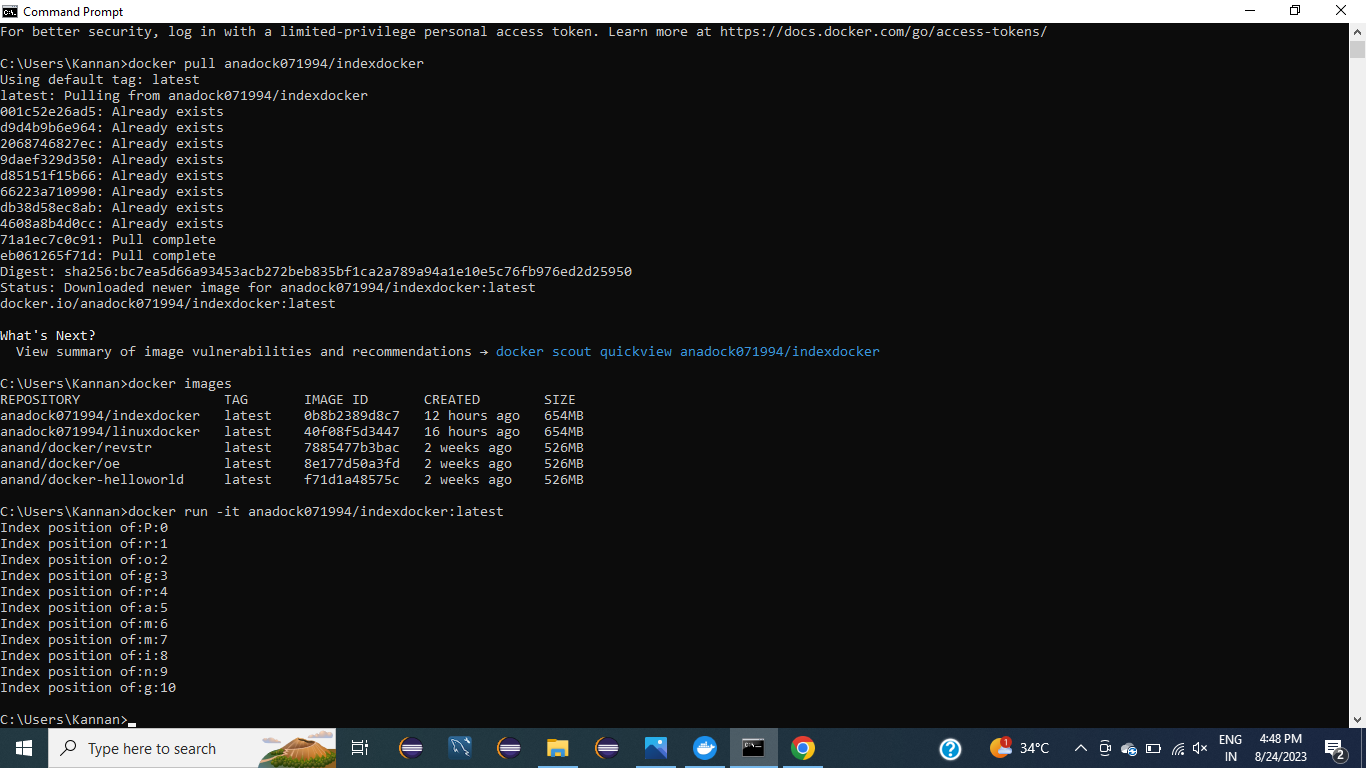 Command Prompt
For better security, log in with a limited-privilege personal access token. Learn more at https://docs.docker.com/go/access-tokens/
C:\Users\Kannan>docker pull anadock071994/indexdocker
Using default tag: latest
latest: Pulling from anadock071994/indexdocker
001c52e26ad5: Already exists
d9d4b9b6e964: Already exists
2068746827ec: Already exists
9daef329d350: Already exists
d85151f15b66: Already exists
66223a710990: Already exists
db38d58ec8ab: Already exists
4608a8b4d0cc: Already exists
71a1ec7c0c91: Pull complete
eb061265f71d: Pull complete
Digest: sha256:bc7ea5d66a93453acb272beb835bf1ca2a789a94a1e10e5c76fb976ed2d25950
Status: Downloaded newer image for anadock071994/indexdocker:latest
docker.io/anadock071994/indexdocker:latest
What's Next?
View summary of image vulnerabilities and recommendations → docker scout quickview anadock071994/indexdocker
C:\Users\Kannan>docker images
REPOSITORY TAG IMAGE ID CREATED SIZE
anadock071994/indexdocker latest 0b8b2389d8c7 12 hours ago 654MB
anadock071994/linuxdocker latest 40f08f5d3447 16 hours ago 654MB
anand/docker/revstr latest 7885477b3bac 2 weeks ago 526MB
anand/docker/oe latest 8e177d50a3fd 2 weeks ago 526MB
anand/docker-helloworld latest f71d1a48575c 2 weeks ago 526MB
C:\Users\Kannan>docker run -it anadock071994/indexdocker:latest
Index position of:P:0
Index position of:r:1
Index position of:o:2
Index position of:g:3
Index position of:r:4
Index position of:a:5
Index position of:m:6
Index position of:m:7
Index position of:i:8
Index position of:n:9
Index position of:g:10
C:\Users\Kannan>
Type here to search
1
34°C
ENG
IN
4:48 PM
8/24/2023
2